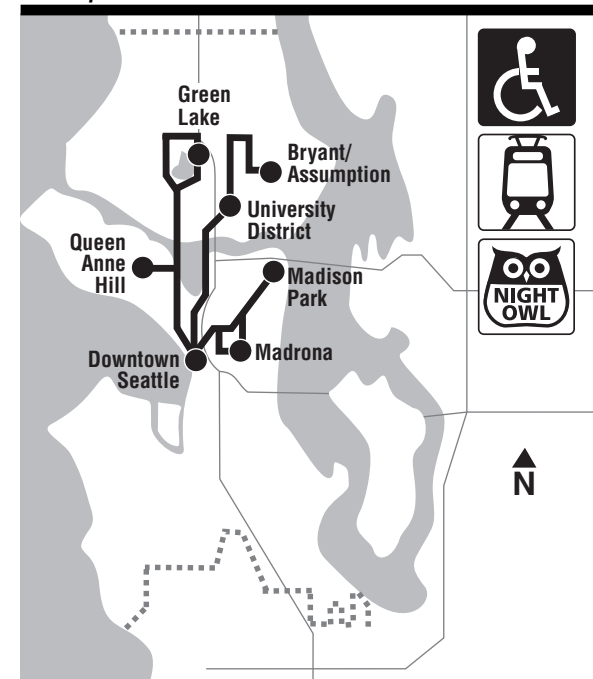 Green
Lake
Bryant/
Assumption
University
District
Queen
Anne
Hill
Madison
Park
Downtown
Seattle
Madrona
NIGHT
OWL
N